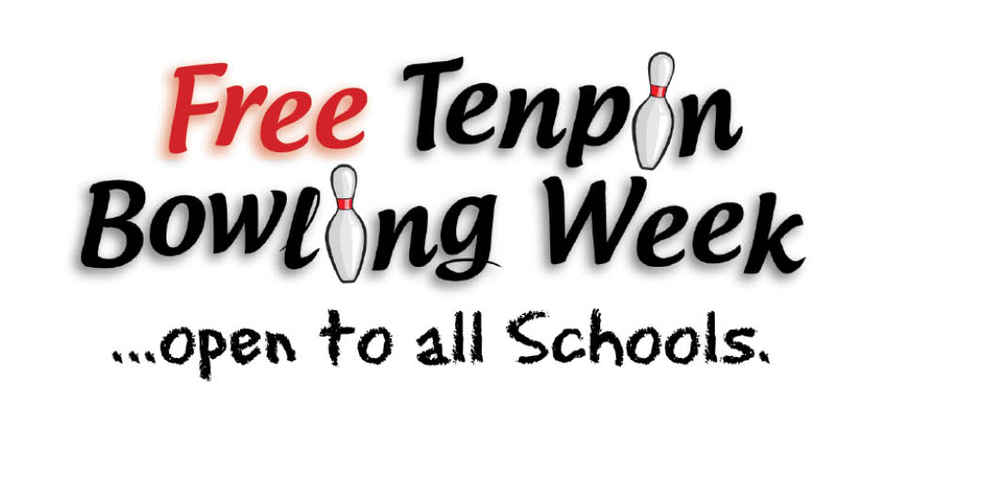 Free Tenpin
Bowling Week
...open to all Schools.